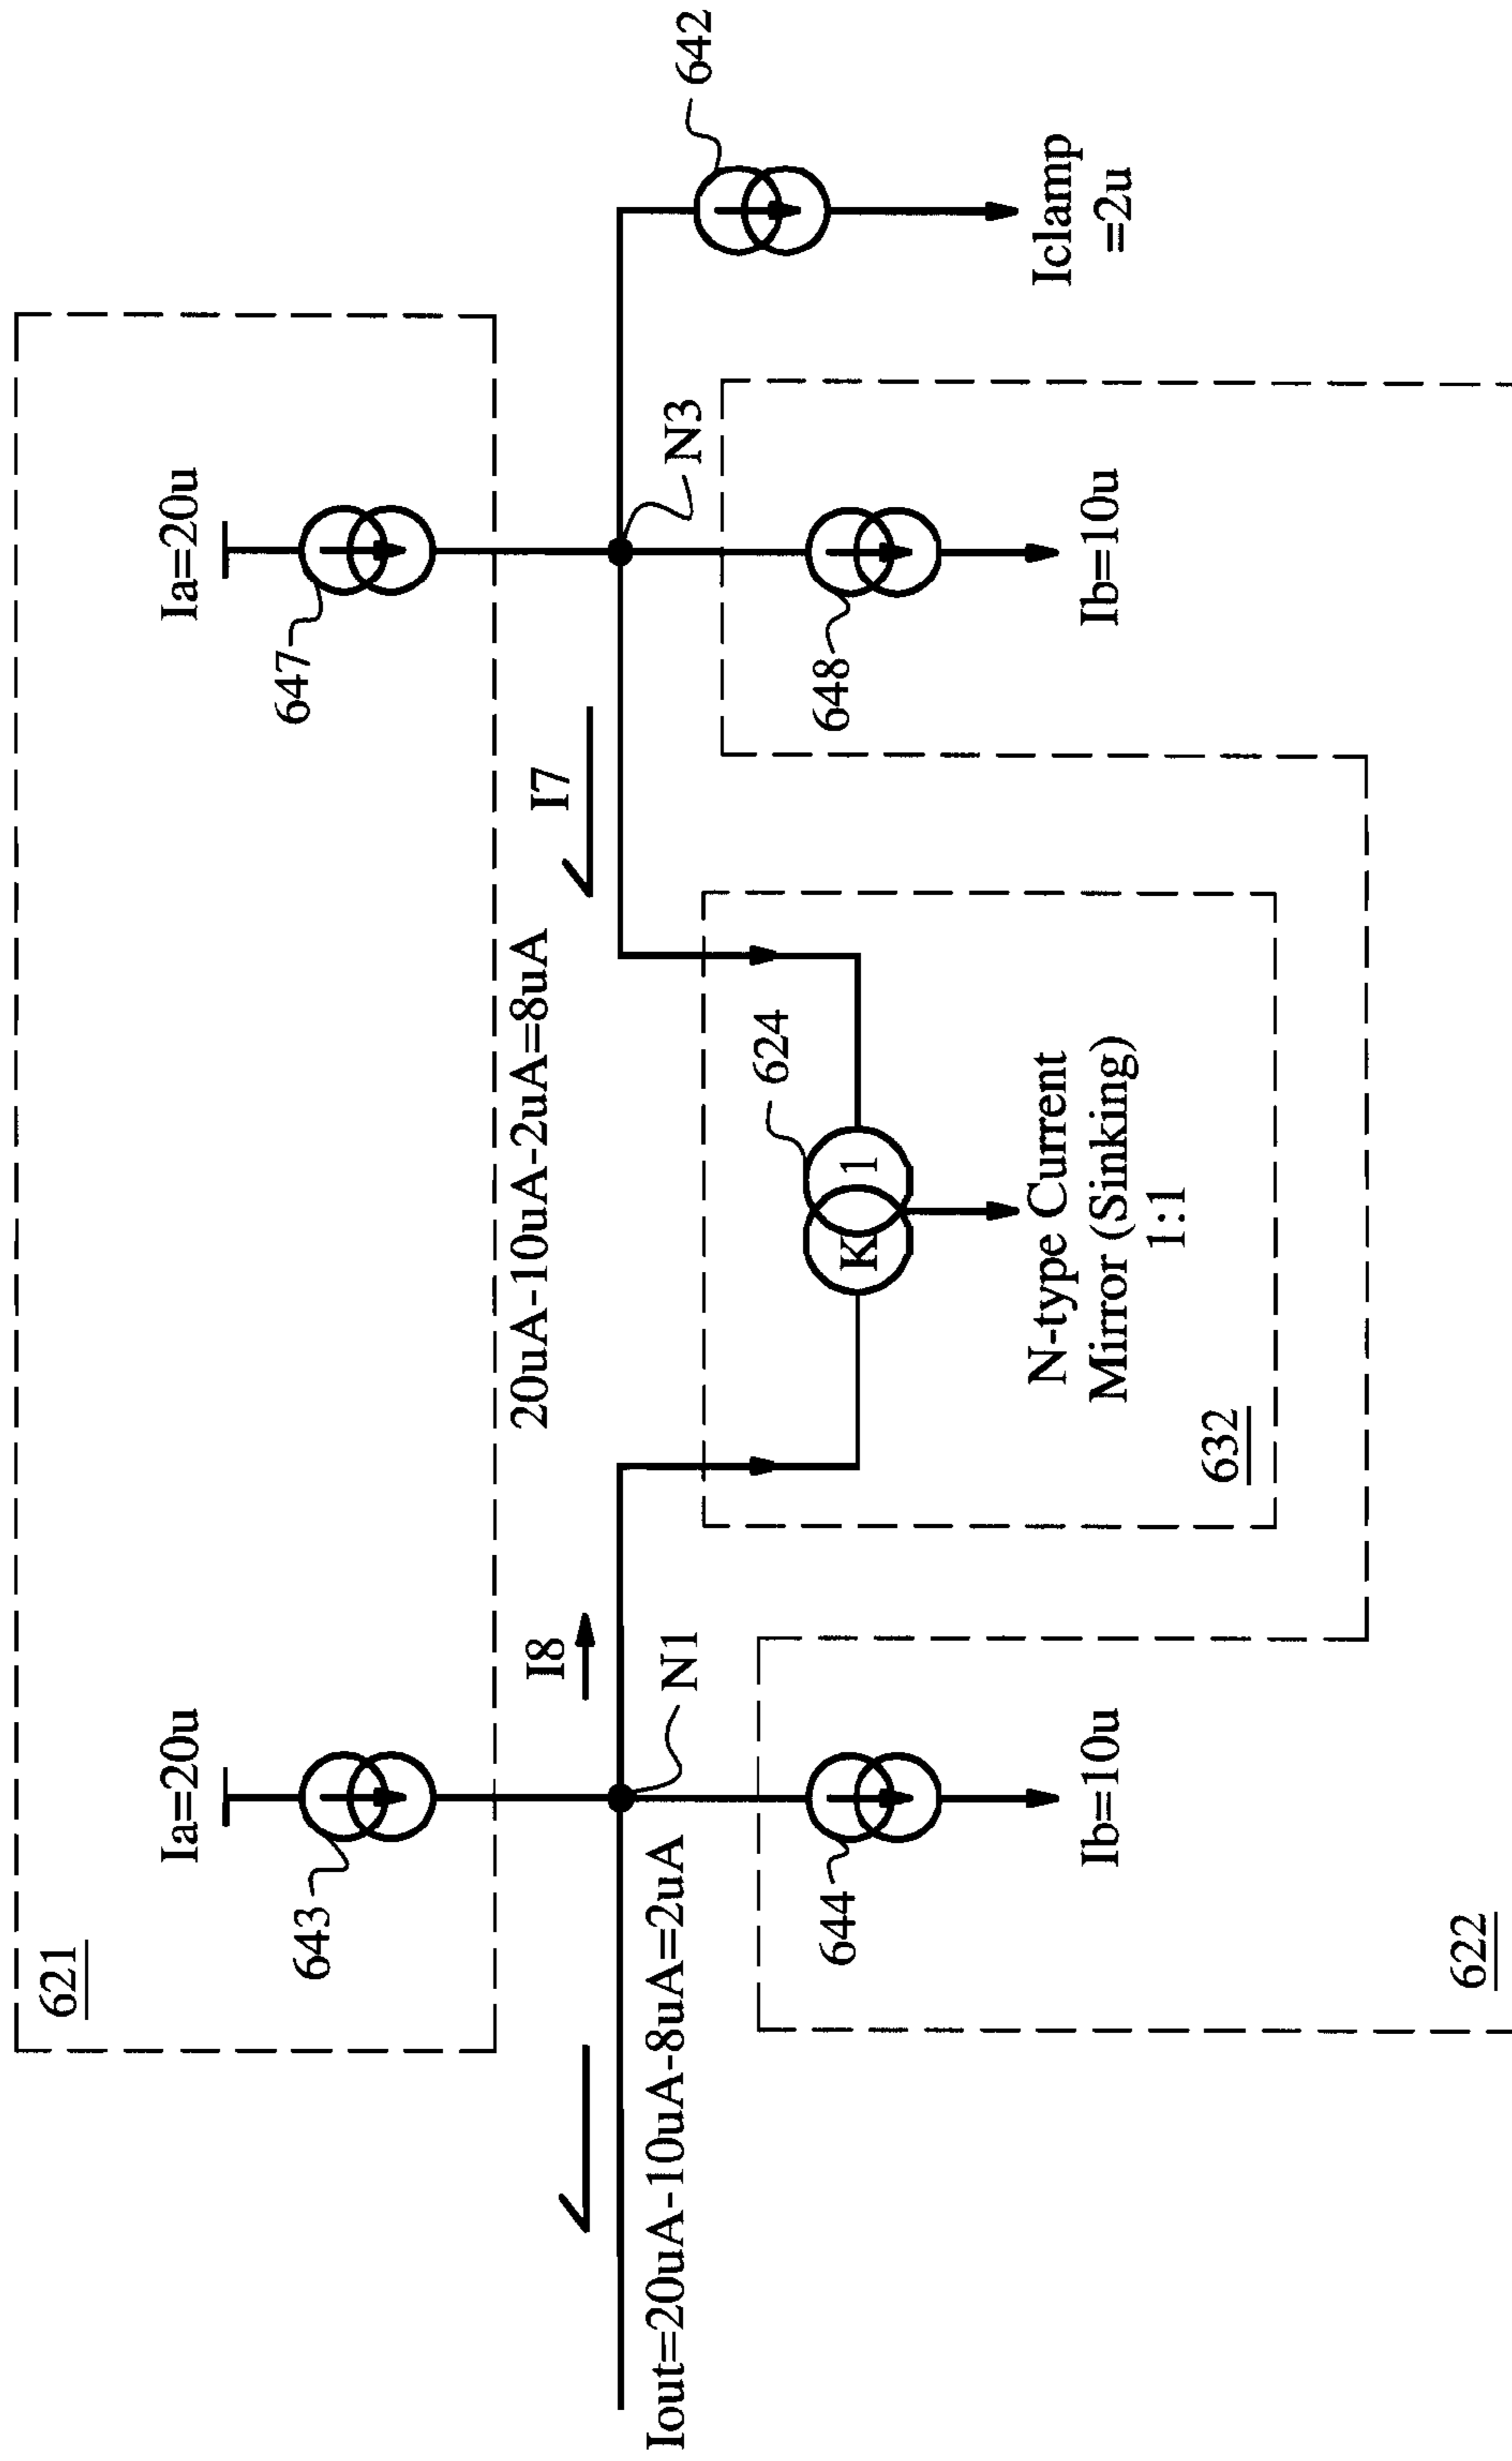 621
Ia=20u
643
Ia=20u
647
I8
N1
20uA-10uA-2uA=8uA
I7
N3
642
Iout=20uA-10uA-8uA=2uA
644
Ib=10u
624
K
1
N-type Current
Mirror (Sinking)
1:1
632
648
Ib=10u
Iclamp
=2u
622